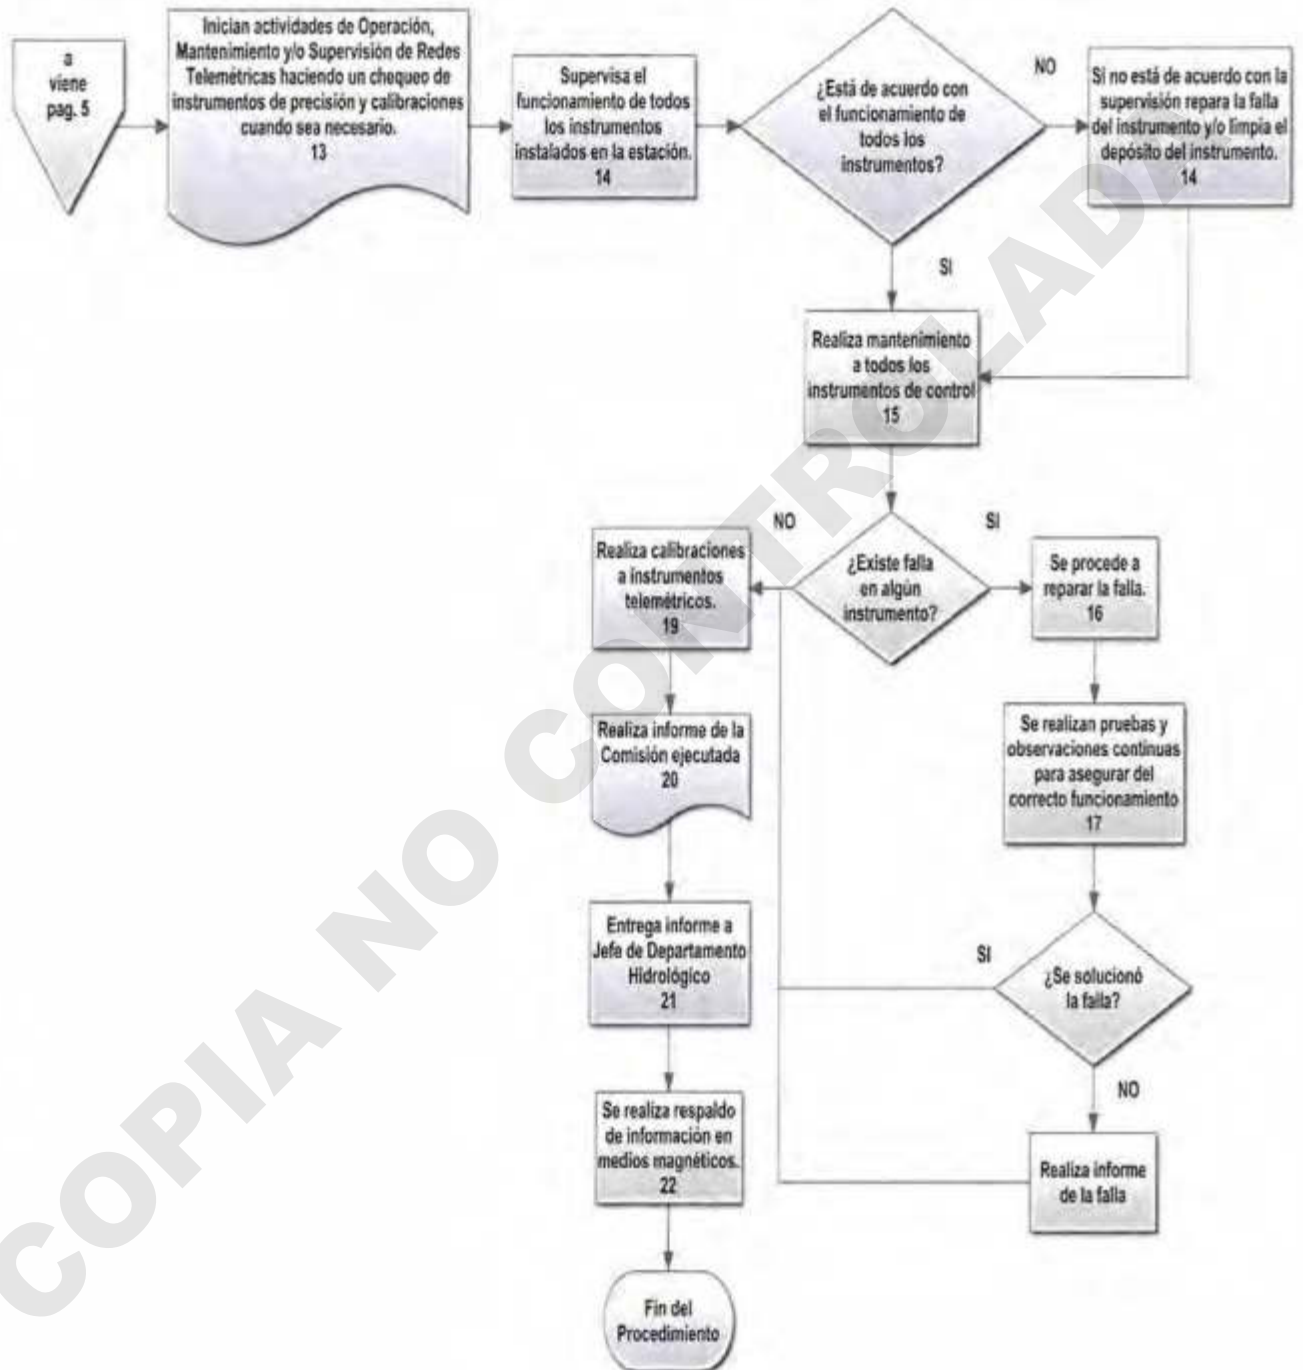 a
viene
pag. 5
Inician actividades de Operación,
Mantenimiento y/o Supervisión de Redes
Telemétricas haciendo un chequeo de
instrumentos de precisión y calibraciones
cuando sea necesario.
13
Supervisa el
funcionamiento de todos
los instrumentos
instalados en la estación.
14
¿Está de acuerdo con
el funcionamiento de
todos los
instrumentos?
NO
Si no está de acuerdo con la
supervisión repara la falla
del instrumento y/o limpia el
depósito del instrumento.
14
SI
Realiza mantenimiento
a todos los
instrumentos de control
15
¿Existe falla
en algún
instrumento?
NO
SI
Realiza calibraciones
a instrumentos
telemétricos.
19
Se procede a
reparar la falla.
16
Realiza informe de la
Comisión ejecutada
20
Se realizan pruebas y
observaciones continuas
para asegurar del
correcto funcionamiento
17
Entrega informe a
Jefe de Departamento
Hidrológico
21
SI
¿Se solucionó
la falla?
NO
Se realiza respaldo
de información en
medios magnéticos.
22
Realiza informe
de la falla
Fin del
Procedimiento
COPIA NO CONTROLADA